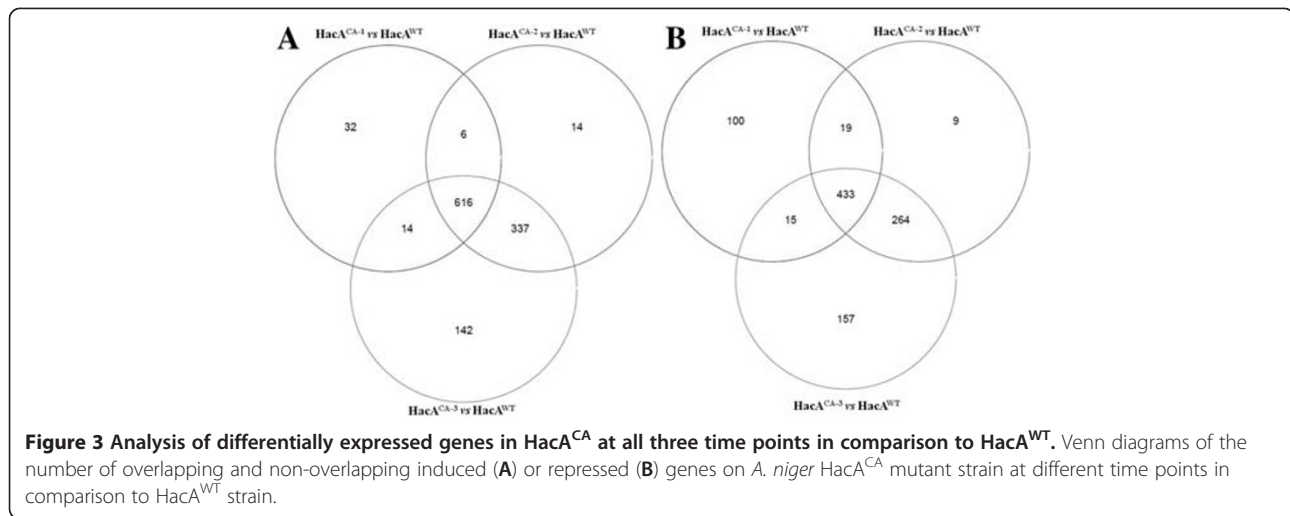 A
HacA^CA-1 vs HacA^WT
HacA^CA-2 vs HacA^WT
32
6
14
616
14
337
142
HacA^CA-3 vs HacA^WT
B
HacA^CA-1 vs HacA^WT
HacA^CA-2 vs HacA^WT
100
19
9
433
15
264
157
HacA^CA-3 vs HacA^WT
Figure 3 Analysis of differentially expressed genes in HacA^CA at all three time points in comparison to HacA^WT. Venn diagrams of the
number of overlapping and non-overlapping induced (A) or repressed (B) genes on A. niger HacA^CA mutant strain at different time points in
comparison to HacA^WT strain.